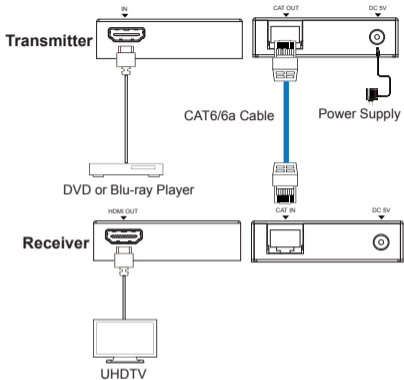 IN
CAT OUT
DC 5V
Transmitter
CAT6/6a Cable
Power Supply
DVD or Blu-ray Player
HDMI OUT
CAT IN
DC 5V
Receiver
UHDTV